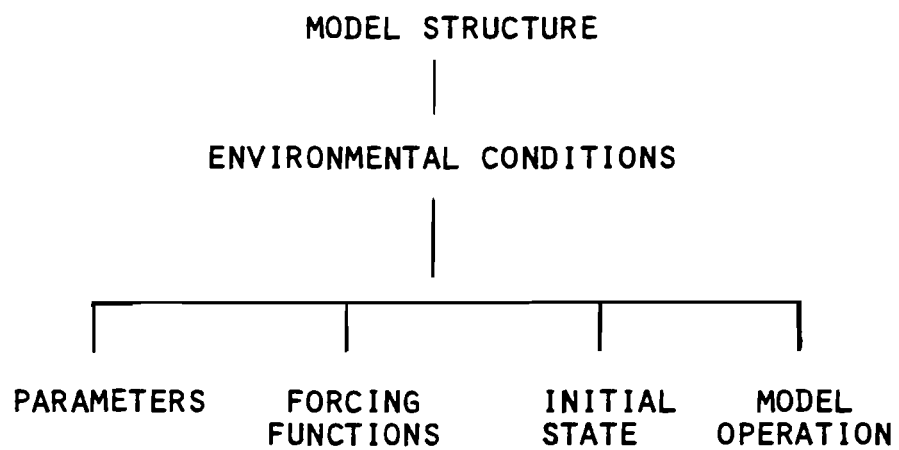 MODEL STRUCTURE
ENVIRONMENTAL CONDITIONS
PARAMETERS
FORCING
FUNCTIONS
INITIAL
STATE
MODEL
OPERATION